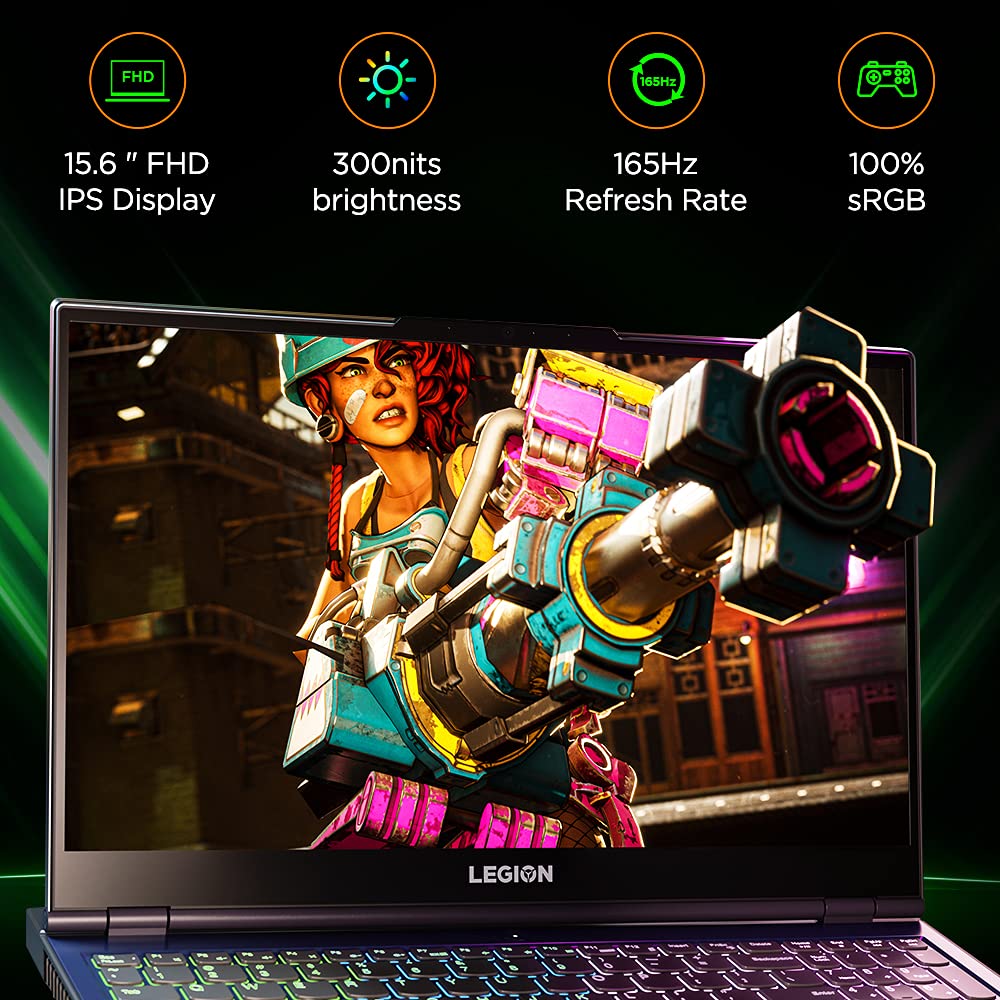 FHD
165Hz
15.6 " FHD
IPS Display
300nits
brightness
165Hz
Refresh Rate
100%
sRGB
LEGION